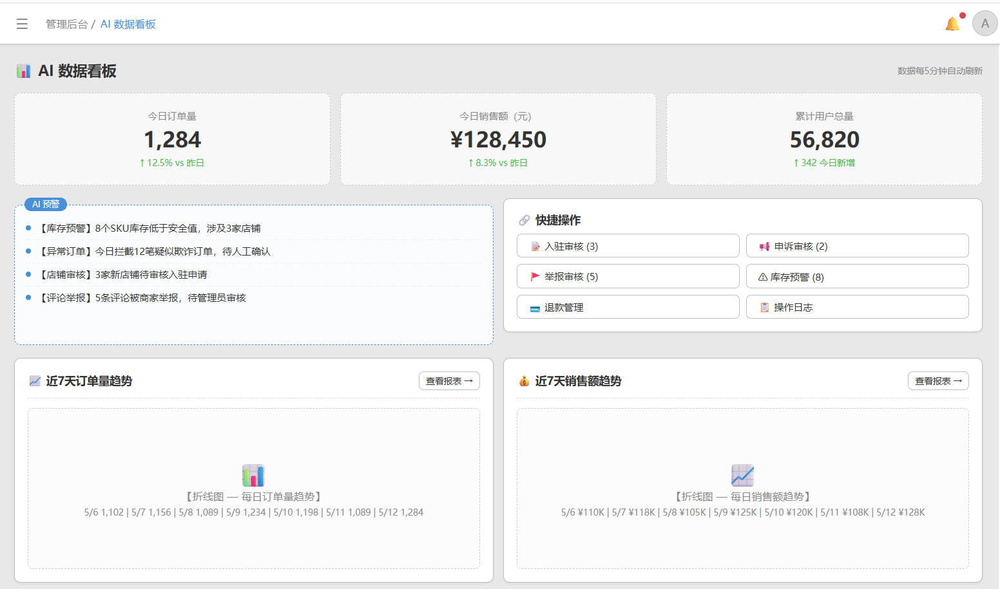 管理后台 / AI 数据看板
A
AI 数据看板
数据每5分钟自动刷新
今日订单量
1,284
↑ 12.5% vs 昨日
今日销售额（元）
¥128,450
↑ 8.3% vs 昨日
累计用户总量
56,820
↑ 342 今日新增
AI 预警
【库存预警】8个SKU库存低于安全值，涉及3家店铺
【异常订单】今日拦截12笔疑似欺诈订单，待人工确认
【店铺审核】3家新店铺待审核入驻申请
【评论举报】5条评论被商家举报，待管理员审核
快捷操作
入驻审核 (3)
申诉审核 (2)
举报审核 (5)
库存预警 (8)
退款管理
操作日志
近7天订单量趋势
查看报表 →
【折线图 — 每日订单量趋势】
5/6 1,102 | 5/7 1,156 | 5/8 1,089 | 5/9 1,234 | 5/10 1,198 | 5/11 1,089 | 5/12 1,284
近7天销售额趋势
查看报表 →
【折线图 — 每日销售额趋势】
5/6 ¥110K | 5/7 ¥118K | 5/8 ¥105K | 5/9 ¥125K | 5/10 ¥120K | 5/11 ¥108K | 5/12 ¥128K